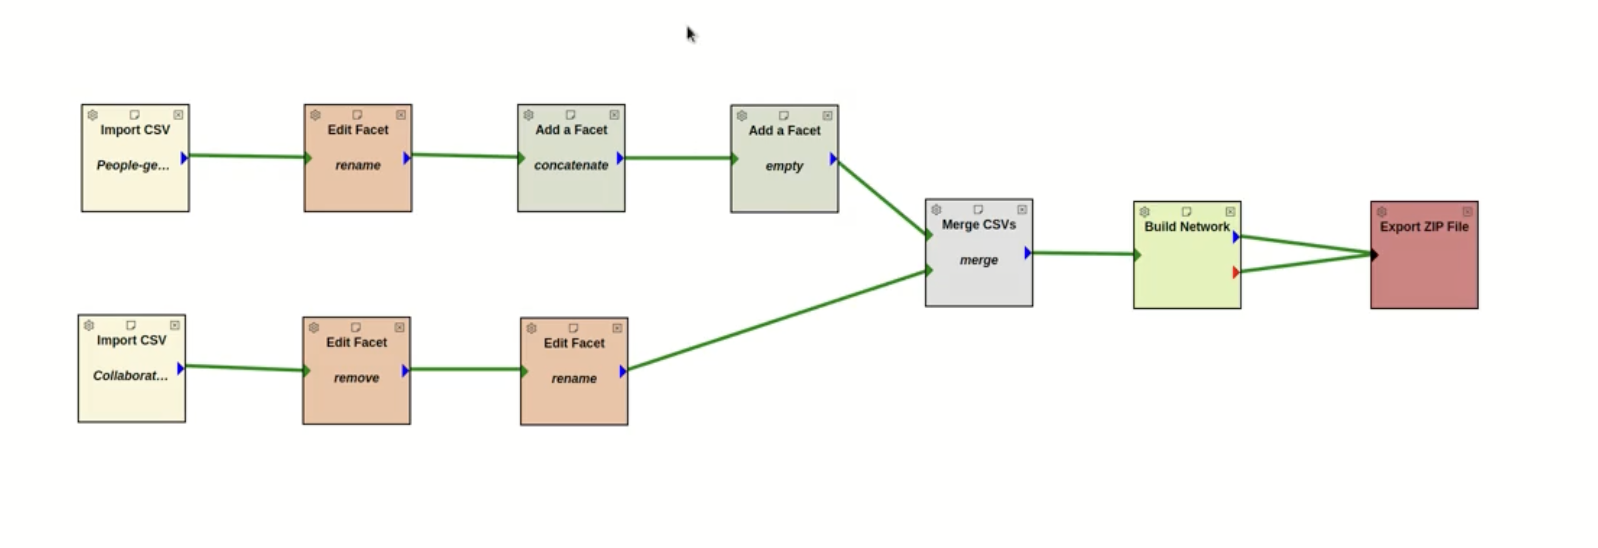 Import CSV
People-ge...
Edit Facet
rename
Add a Facet
concatenate
Add a Facet
empty
Import CSV
Collaborat...
Edit Facet
remove
Edit Facet
rename
Merge CSVs
merge
Build Network
Export ZIP File